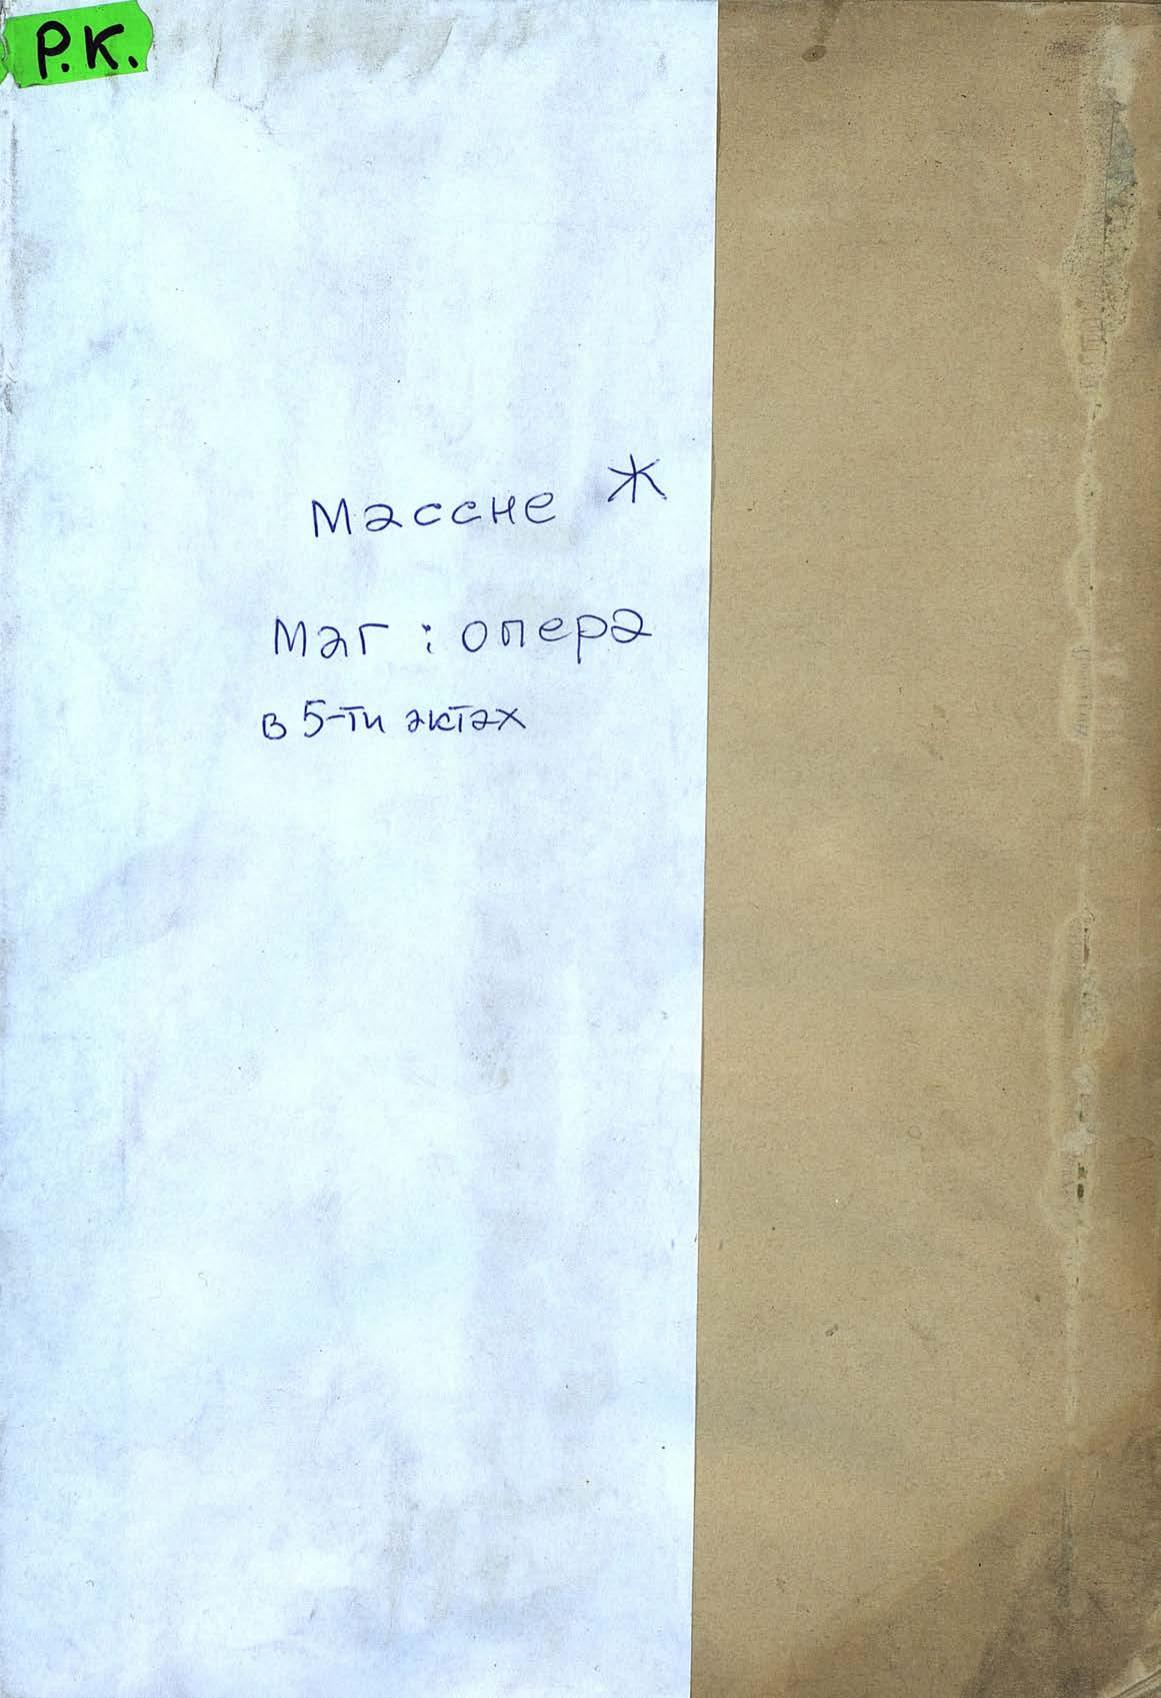 Р.К.
Массне Ж
Маг : опера
в 5-ти актах